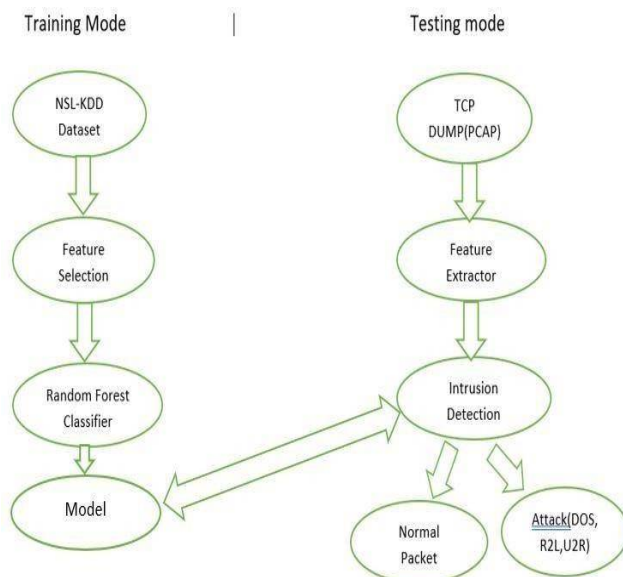 Training Mode
Testing mode
NSL-KDD
Dataset
Feature
Selection
Random Forest
Classifier
Model
TCP
DUMP(PCAP)
Feature
Extractor
Intrusion
Detection
Normal
Packet
Attack(DOS,
R2L,U2R)